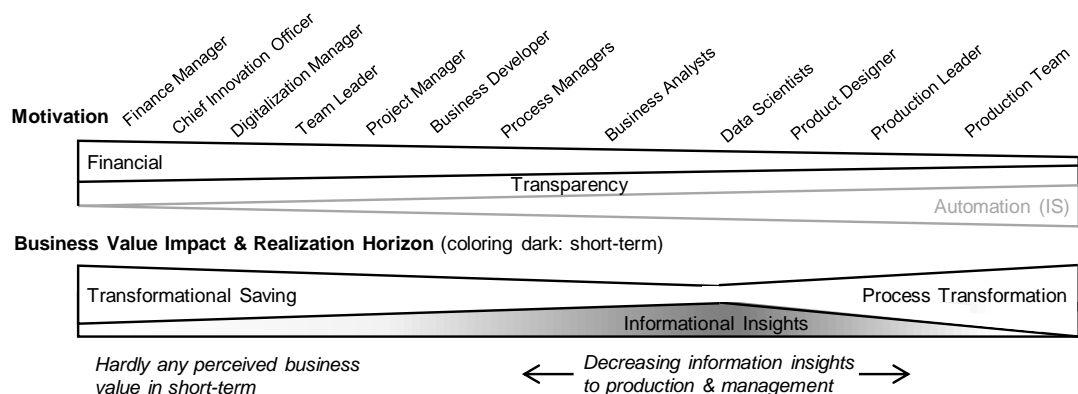 Finance Manager
Chief Innovation Officer
Digitalization Manager
Team Leader
Project Manager
Business Developer
Process Managers
Business Analysts
Data Scientists
Product Designer
Production Leader
Production Team
Motivation
Financial
Transparency
Automation (IS)
Business Value Impact & Realization Horizon (coloring dark: short-term)
Transformational Saving
Process Transformation
Informational Insights
Hardly any perceived business
value in short-term
Decreasing information insights
to production & management